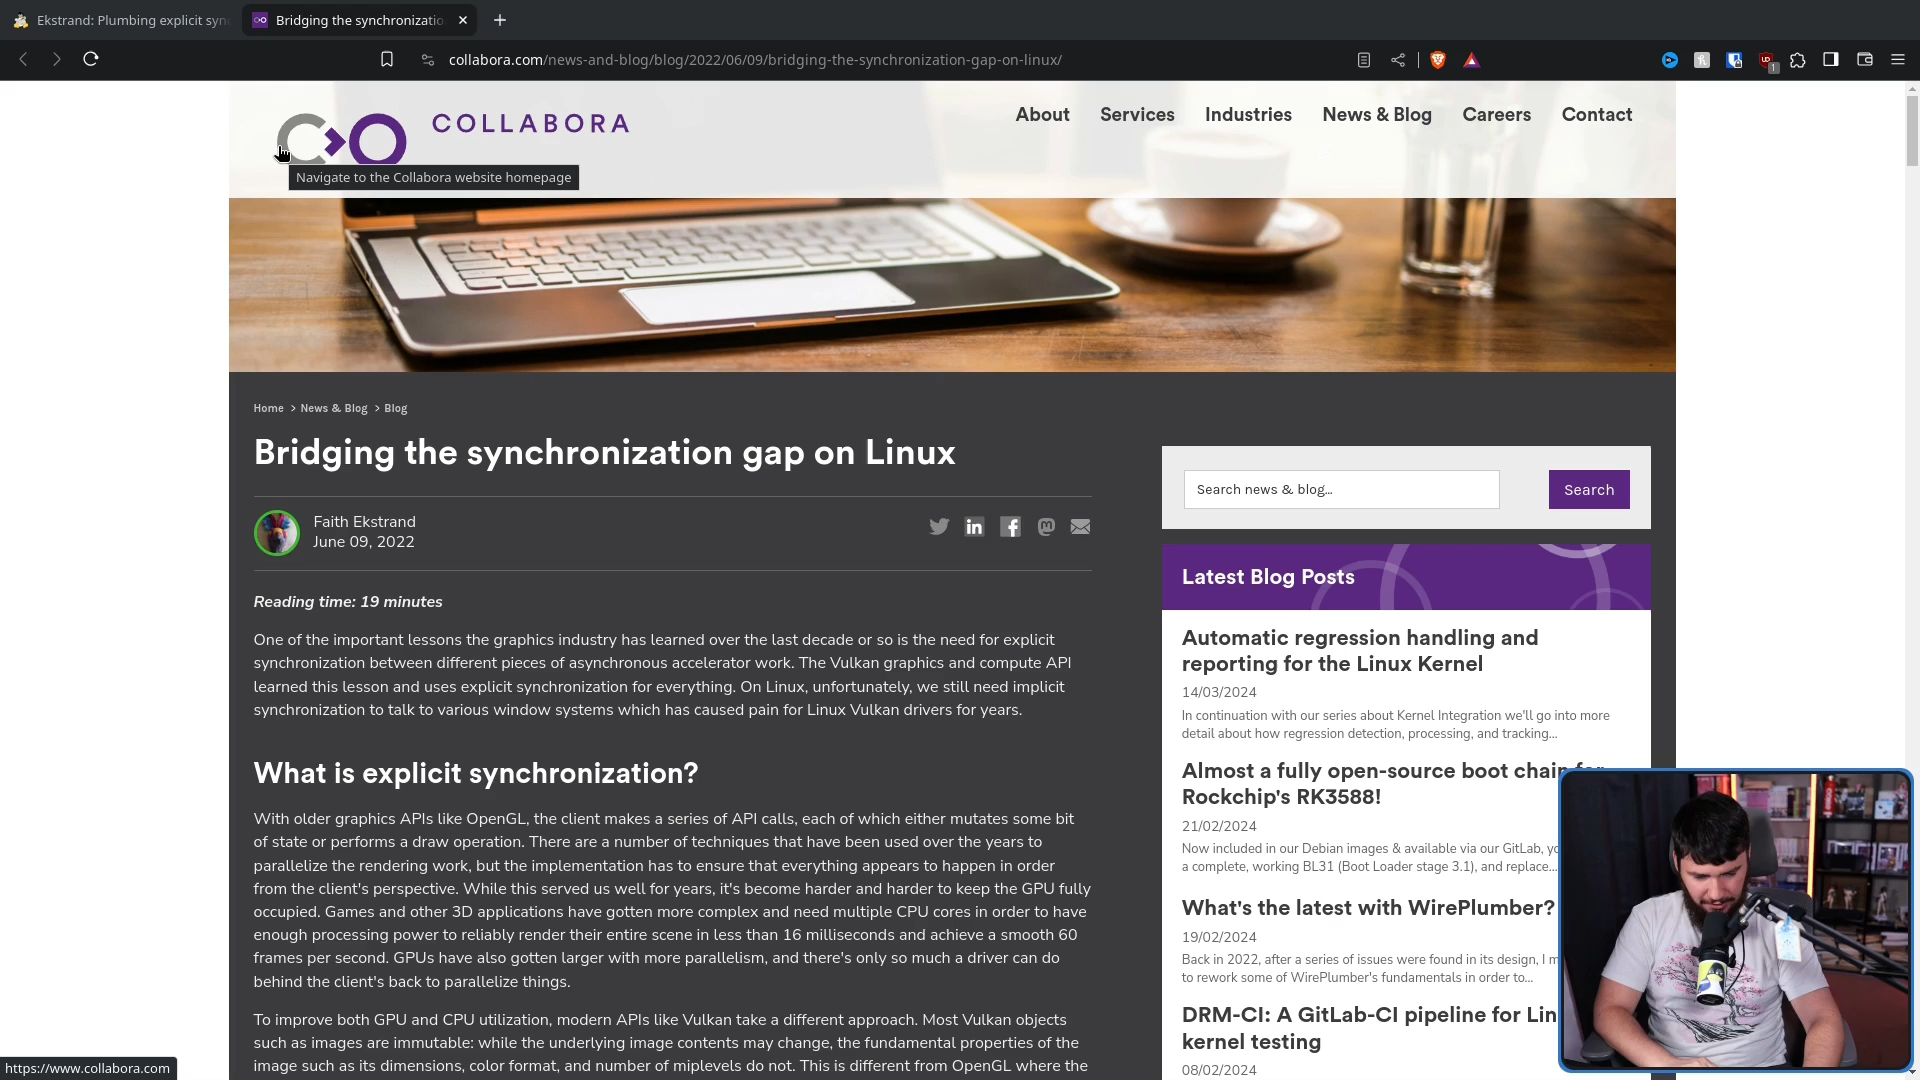 Ekstrand: Plumbing explicit syn
Bridging the synchronizatio
collabora.com/news-and-blog/blog/2022/06/09/bridging-the-synchronization-gap-on-linux/
1
COLLABORA
About
Services
Industries
News & Blog
Careers
Contact
Navigate to the Collabora website homepage
Home > News & Blog > Blog
Bridging the synchronization gap on Linux
Faith Ekstrand
June 09, 2022
Reading time: 19 minutes
One of the important lessons the graphics industry has learned over the last decade or so is the need for explicit
synchronization between different pieces of asynchronous accelerator work. The Vulkan graphics and compute API
learned this lesson and uses explicit synchronization for everything. On Linux, unfortunately, we still need implicit
synchronization to talk to various window systems which has caused pain for Linux Vulkan drivers for years.
What is explicit synchronization?
With older graphics APIs like OpenGL, the client makes a series of API calls, each of which either mutates some bit
of state or performs a draw operation. There are a number of techniques that have been used over the years to
parallelize the rendering work, but the implementation has to ensure that everything appears to happen in order
from the client's perspective. While this served us well for years, it's become harder and harder to keep the GPU fully
occupied. Games and other 3D applications have gotten more complex and need multiple CPU cores in order to have
enough processing power to reliably render their entire scene in less than 16 milliseconds and achieve a smooth 60
frames per second. GPUs have also gotten larger with more parallelism, and there's only so much a driver can do
behind the client's back to parallelize things.
To improve both GPU and CPU utilization, modern APIs like Vulkan take a different approach. Most Vulkan objects
such as images are immutable: while the underlying image contents may change, the fundamental properties of the
image such as its dimensions, color format, and number of miplevels do not. This is different from OpenGL where the
Search news & blog...
Search
Latest Blog Posts
Automatic regression handling and
reporting for the Linux Kernel
14/03/2024
In continuation with our series about Kernel Integration we'll go into more
detail about how regression detection, processing, and tracking...
Almost a fully open-source boot chain for
Rockchip's RK3588!
21/02/2024
Now included in our Debian images & available via our GitLab, yo
a complete, working BL31 (Boot Loader stage 3.1), and replace...
What's the latest with WirePlumber?
19/02/2024
Back in 2022, after a series of issues were found in its design, I m
to rework some of WirePlumber's fundamentals in order to...
DRM-CI: A GitLab-CI pipeline for Lin
kernel testing
08/02/2024
https://www.collabora.com